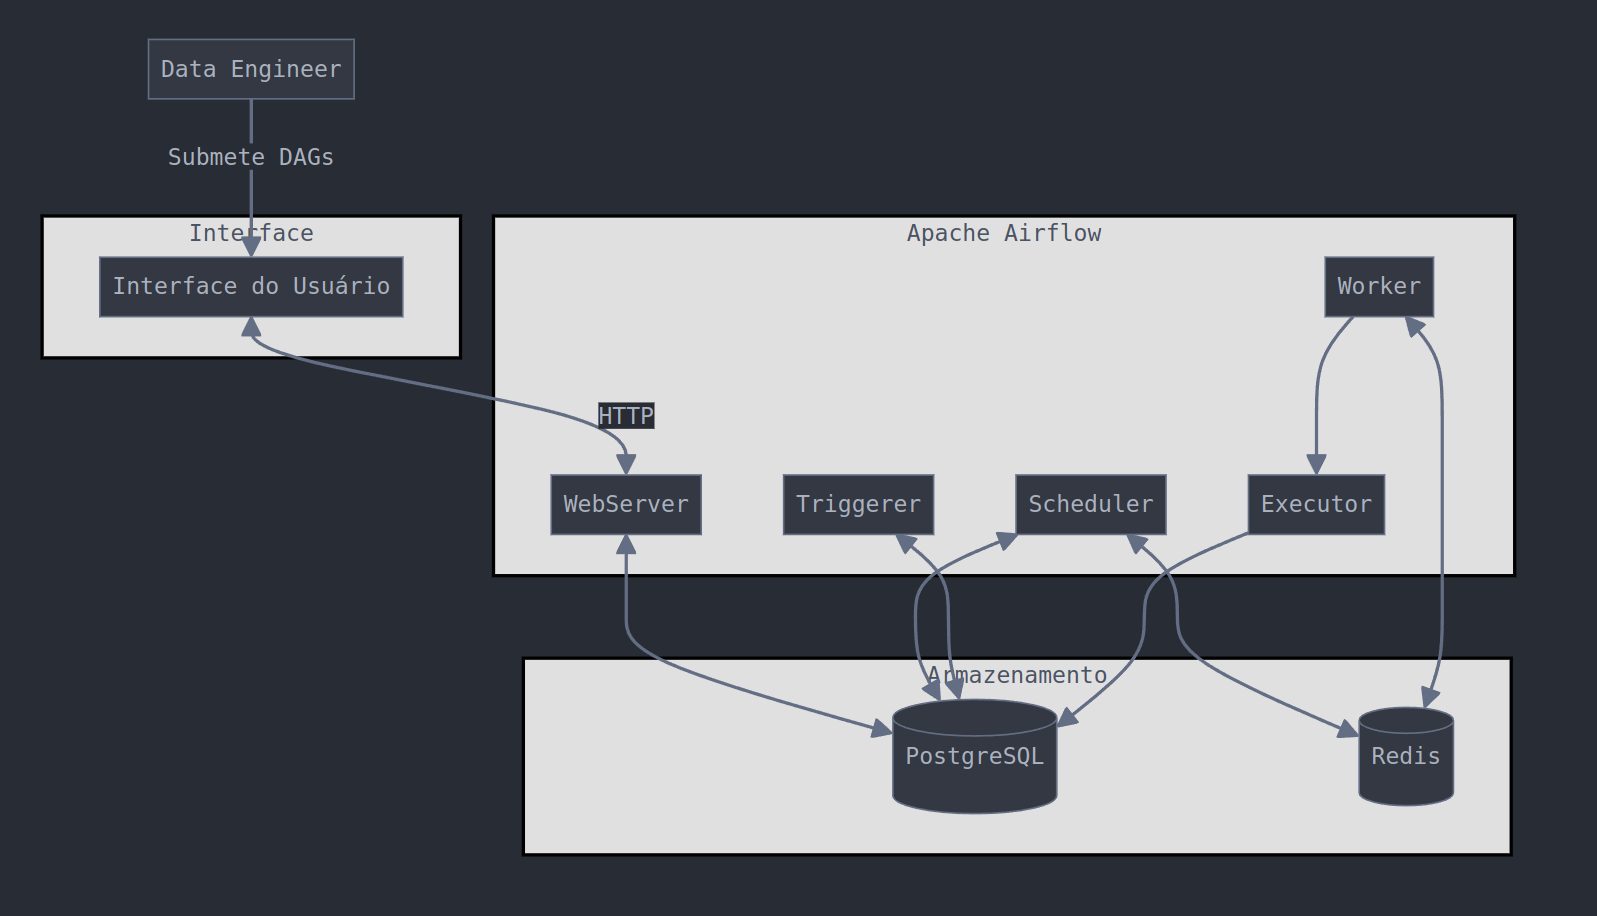 Data Engineer
Submete DAGs
Interface
Interface do Usuário
Apache Airflow
Worker
HTTP
WebServer
Triggerer
Scheduler
Executor
Armazenamento
PostgreSQL
Redis